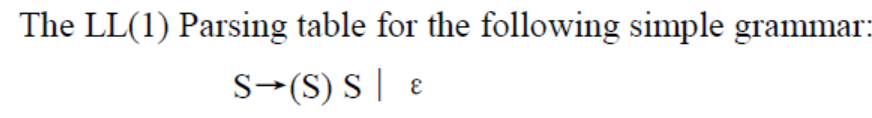 The LL(1) Parsing table for the following simple grammar:
S→(S) S | ε